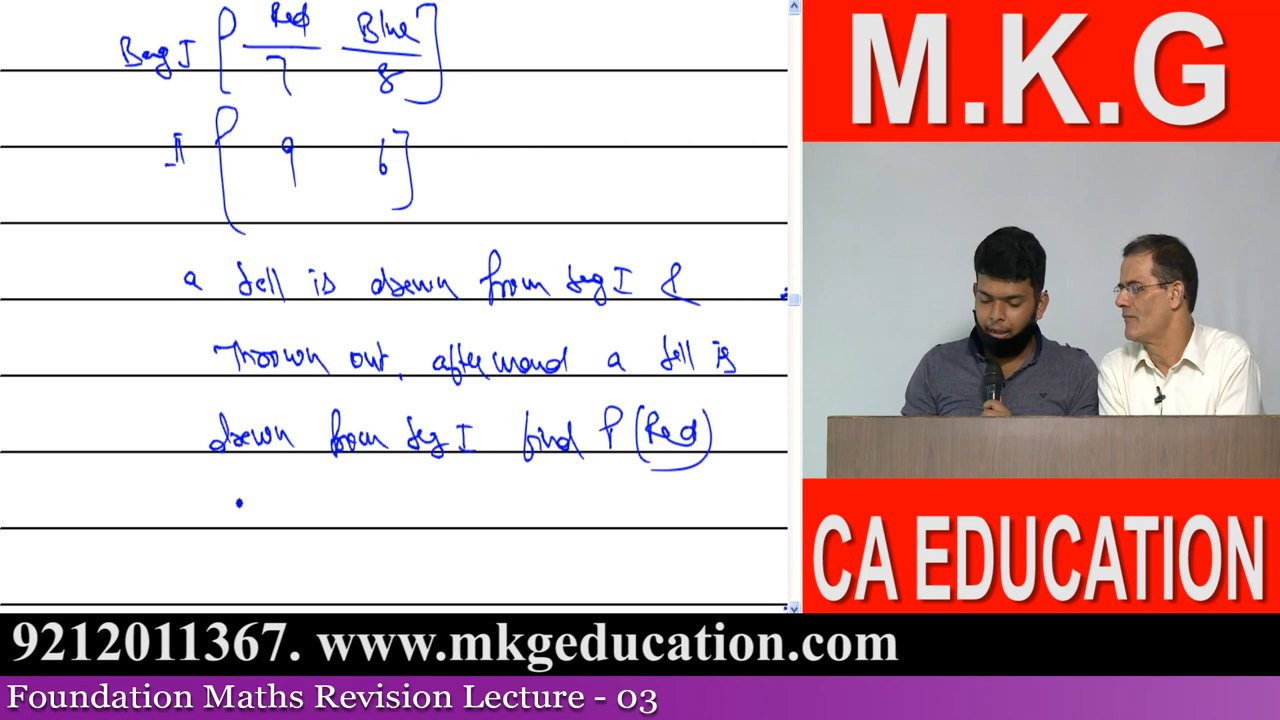 Red Blue
Bag I 7 8
II 9 6
a ball is drawn from bag I &
thrown out, afterward a ball is
drawn from bag I find P (Red)
M.K.G
CA EDUCATION
9212011367. www.mkgeducation.com
Foundation Maths Revision Lecture - 03